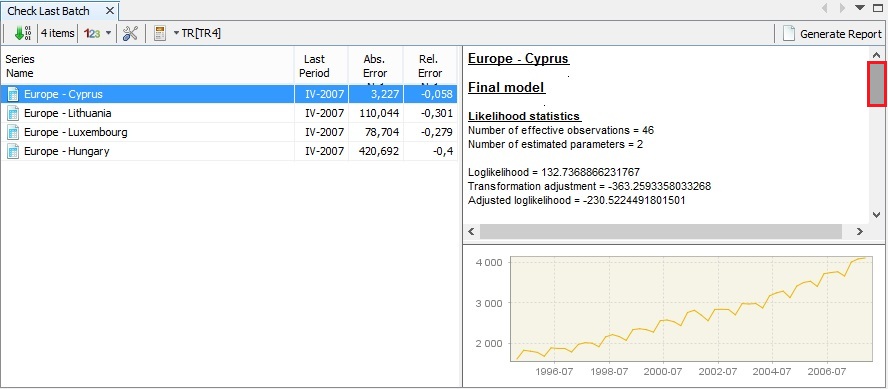 Check Last Batch
4 items 123 TR[TR4] Generate Report
Series Name Last Period Abs. Error Rel. Error
Europe - Cyprus IV-2007 3,227 -0,058
Europe - Lithuania IV-2007 110,044 -0,301
Europe - Luxembourg IV-2007 78,704 -0,279
Europe - Hungary IV-2007 420,692 -0,4
Europe - Cyprus
Final model
Likelihood statistics
Number of effective observations = 46
Number of estimated parameters = 2
Loglikelihood = 132.7368866231767
Transformation adjustment = -363.2593358033268
Adjusted loglikelihood = -230.5224491801501
4 000
3 000
2 000
1996-07 1998-07 2000-07 2002-07 2004-07 2006-07